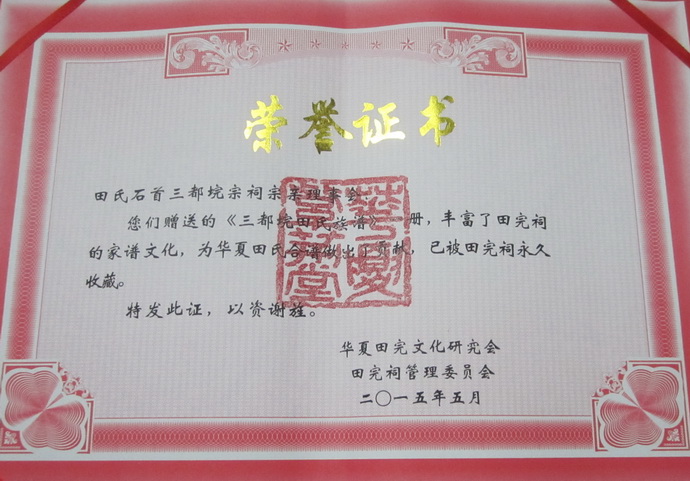 荣誉证书
田氏石首三都垸宗祠宗亲理事会：
您们赠送的《三都垸田氏族谱》一册，丰富了田完祠
的家谱文化，为华夏田氏合谱做出了贡献，已被田完祠永久
收藏。
特发此证，以资谢旌。
华夏田完文化研究会
田完祠管理委员会
二〇一五年五月